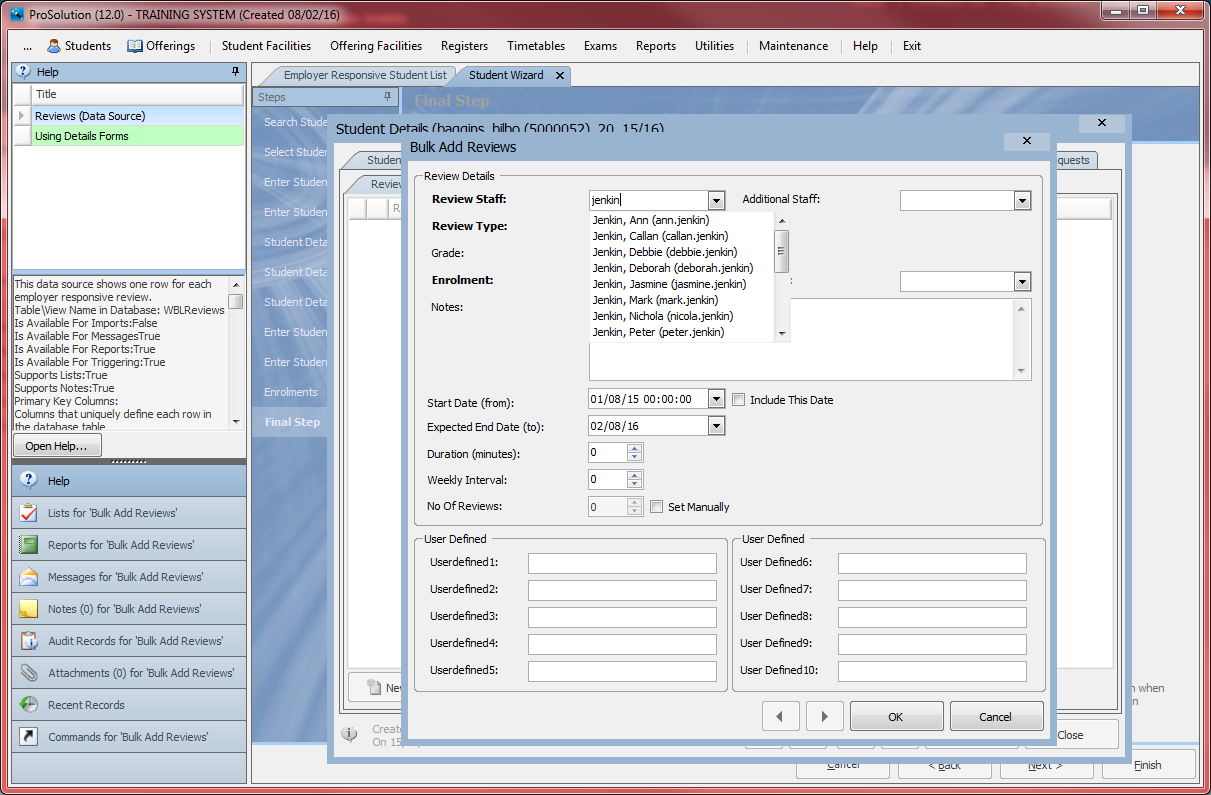 ProSolution (12.0) - TRAINING SYSTEM (Created 08/02/16)
... Students Offerings Student Facilities Offering Facilities Registers Timetables Exams Reports Utilities Maintenance Help Exit
Help
Title
Reviews (Data Source)
Using Details Forms
This data source shows one row for each
employer responsive review.
Table\View Name in Database: WBLReviews
Is Available For Imports:False
Is Available For MessagesTrue
Is Available For Reports:True
Is Available For Triggering:True
Supports Lists:True
Supports Notes:True
Primary Key Columns:
Columns that uniquely define each row in
the database table
Open Help...
Help
Lists for 'Bulk Add Reviews'
Reports for 'Bulk Add Reviews'
Messages for 'Bulk Add Reviews'
Notes (0) for 'Bulk Add Reviews'
Audit Records for 'Bulk Add Reviews'
Attachments (0) for 'Bulk Add Reviews'
Recent Records
Commands for 'Bulk Add Reviews'
Employer Responsive Student List
Student Wizard
Steps
Final Step
Search Stude
Select Studen
Enter Studen
Enter Studen
Student Deta
Student Deta
Student Deta
Enter Studen
Enter Studen
Enrolments
Final Step
Student Details (baggins, bilbo (5000052), 20, 15/16)
Studen
quests
Review
R
New
Create
On 15
Close
n when
n
Cancel
< Back
Next >
Finish
Bulk Add Reviews
Review Details
Review Staff: jenkin
Additional Staff:
Jenkin, Ann (ann.jenkin)
Jenkin, Callan (callan.jenkin)
Jenkin, Debbie (debbie.jenkin)
Jenkin, Deborah (deborah.jenkin)
Jenkin, Jasmine (jasmine.jenkin)
Jenkin, Mark (mark.jenkin)
Jenkin, Nichola (nicola.jenkin)
Jenkin, Peter (peter.jenkin)
Review Type:
Grade:
Enrolment:
:
Notes:
Start Date (from): 01/08/15 00:00:00 Include This Date
Expected End Date (to): 02/08/16
Duration (minutes): 0
Weekly Interval: 0
No Of Reviews: 0 Set Manually
User Defined
Userdefined1:
Userdefined2:
Userdefined3:
Userdefined4:
Userdefined5:
User Defined
User Defined6:
User Defined7:
User Defined8:
User Defined9:
User Defined10:
OK
Cancel